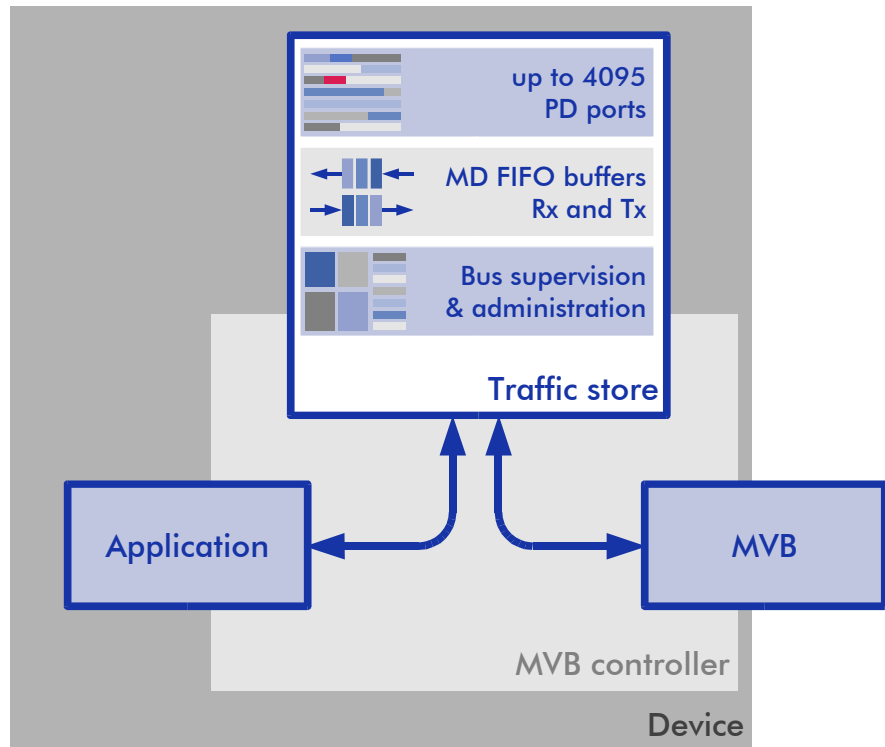 up to 4095
PD ports
MD FIFO buffers
Rx and Tx
Bus supervision
& administration
Traffic store
Application
MVB
MVB controller
Device